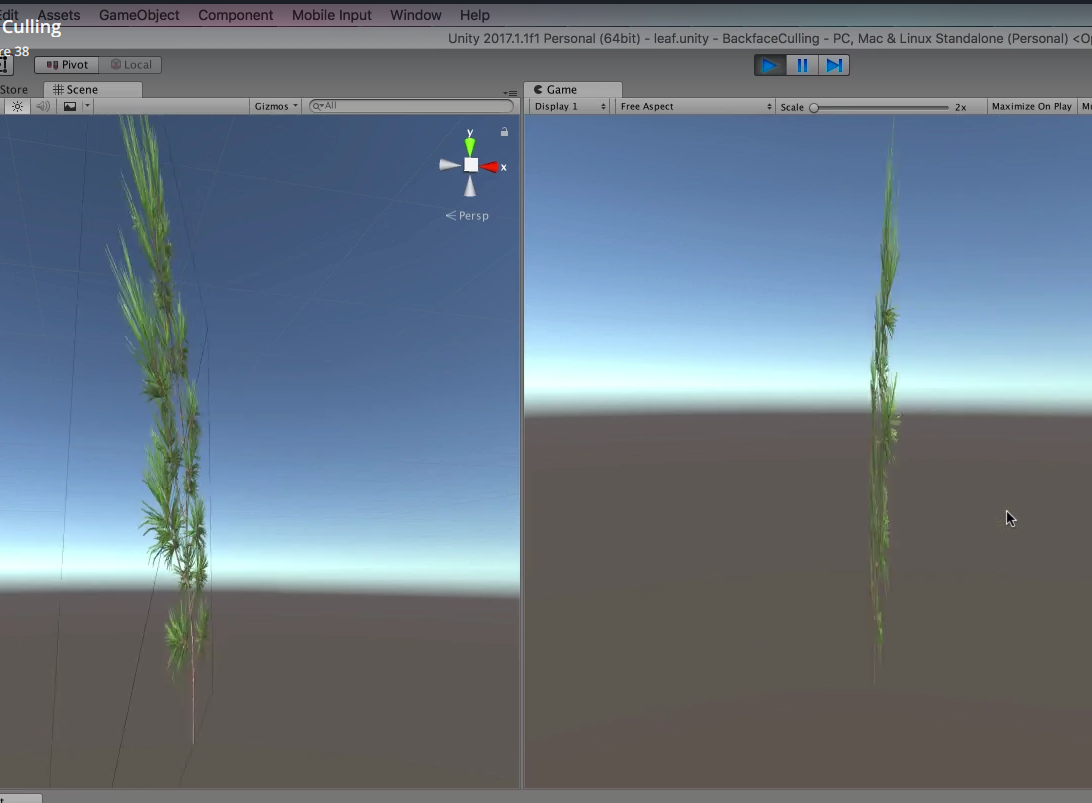 Edit Assets GameObject Component Mobile Input Window Help
Culling
Unity 2017.1.1f1 Personal (64bit) - leaf.unity - BackfaceCulling - PC, Mac & Linux Standalone (Personal) <Op
re 38
Pivot Local
Store Scene
Game
Gizmos All
Display 1 Free Aspect Scale 2x Maximize On Play Mu
y
x
Persp